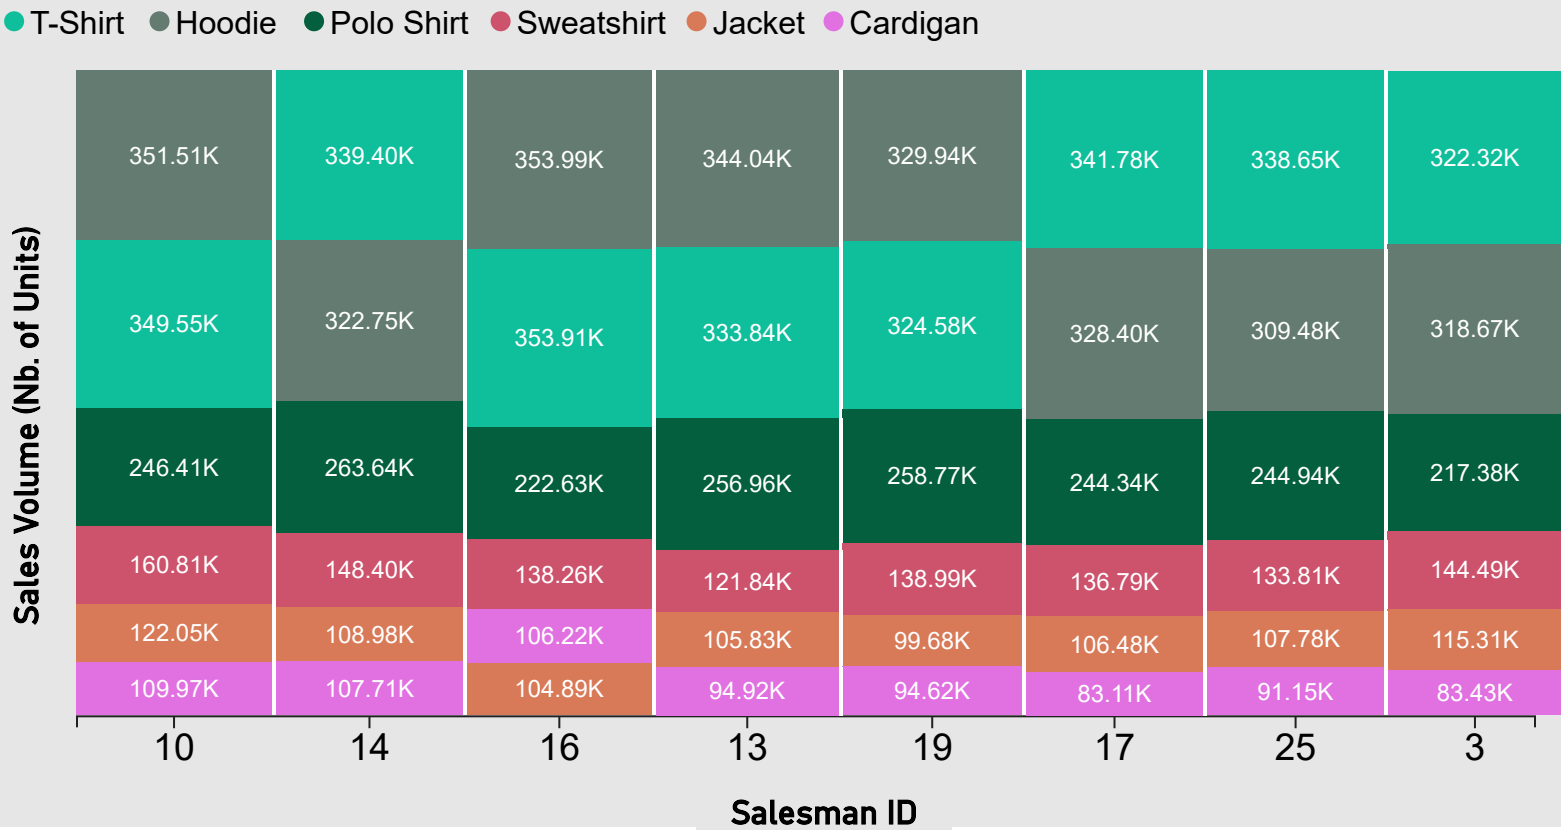 T-Shirt Hoodie Polo Shirt Sweatshirt Jacket Cardigan
Sales Volume (Nb. of Units)
351.51K 339.40K 353.99K 344.04K 329.94K 341.78K 338.65K 322.32K
349.55K 322.75K 353.91K 333.84K 324.58K 328.40K 309.48K 318.67K
246.41K 263.64K 222.63K 256.96K 258.77K 244.34K 244.94K 217.38K
160.81K 148.40K 138.26K 121.84K 138.99K 136.79K 133.81K 144.49K
122.05K 108.98K 106.22K 105.83K 99.68K 106.48K 107.78K 115.31K
109.97K 107.71K 104.89K 94.92K 94.62K 83.11K 91.15K 83.43K
10 14 16 13 19 17 25 3
Salesman ID